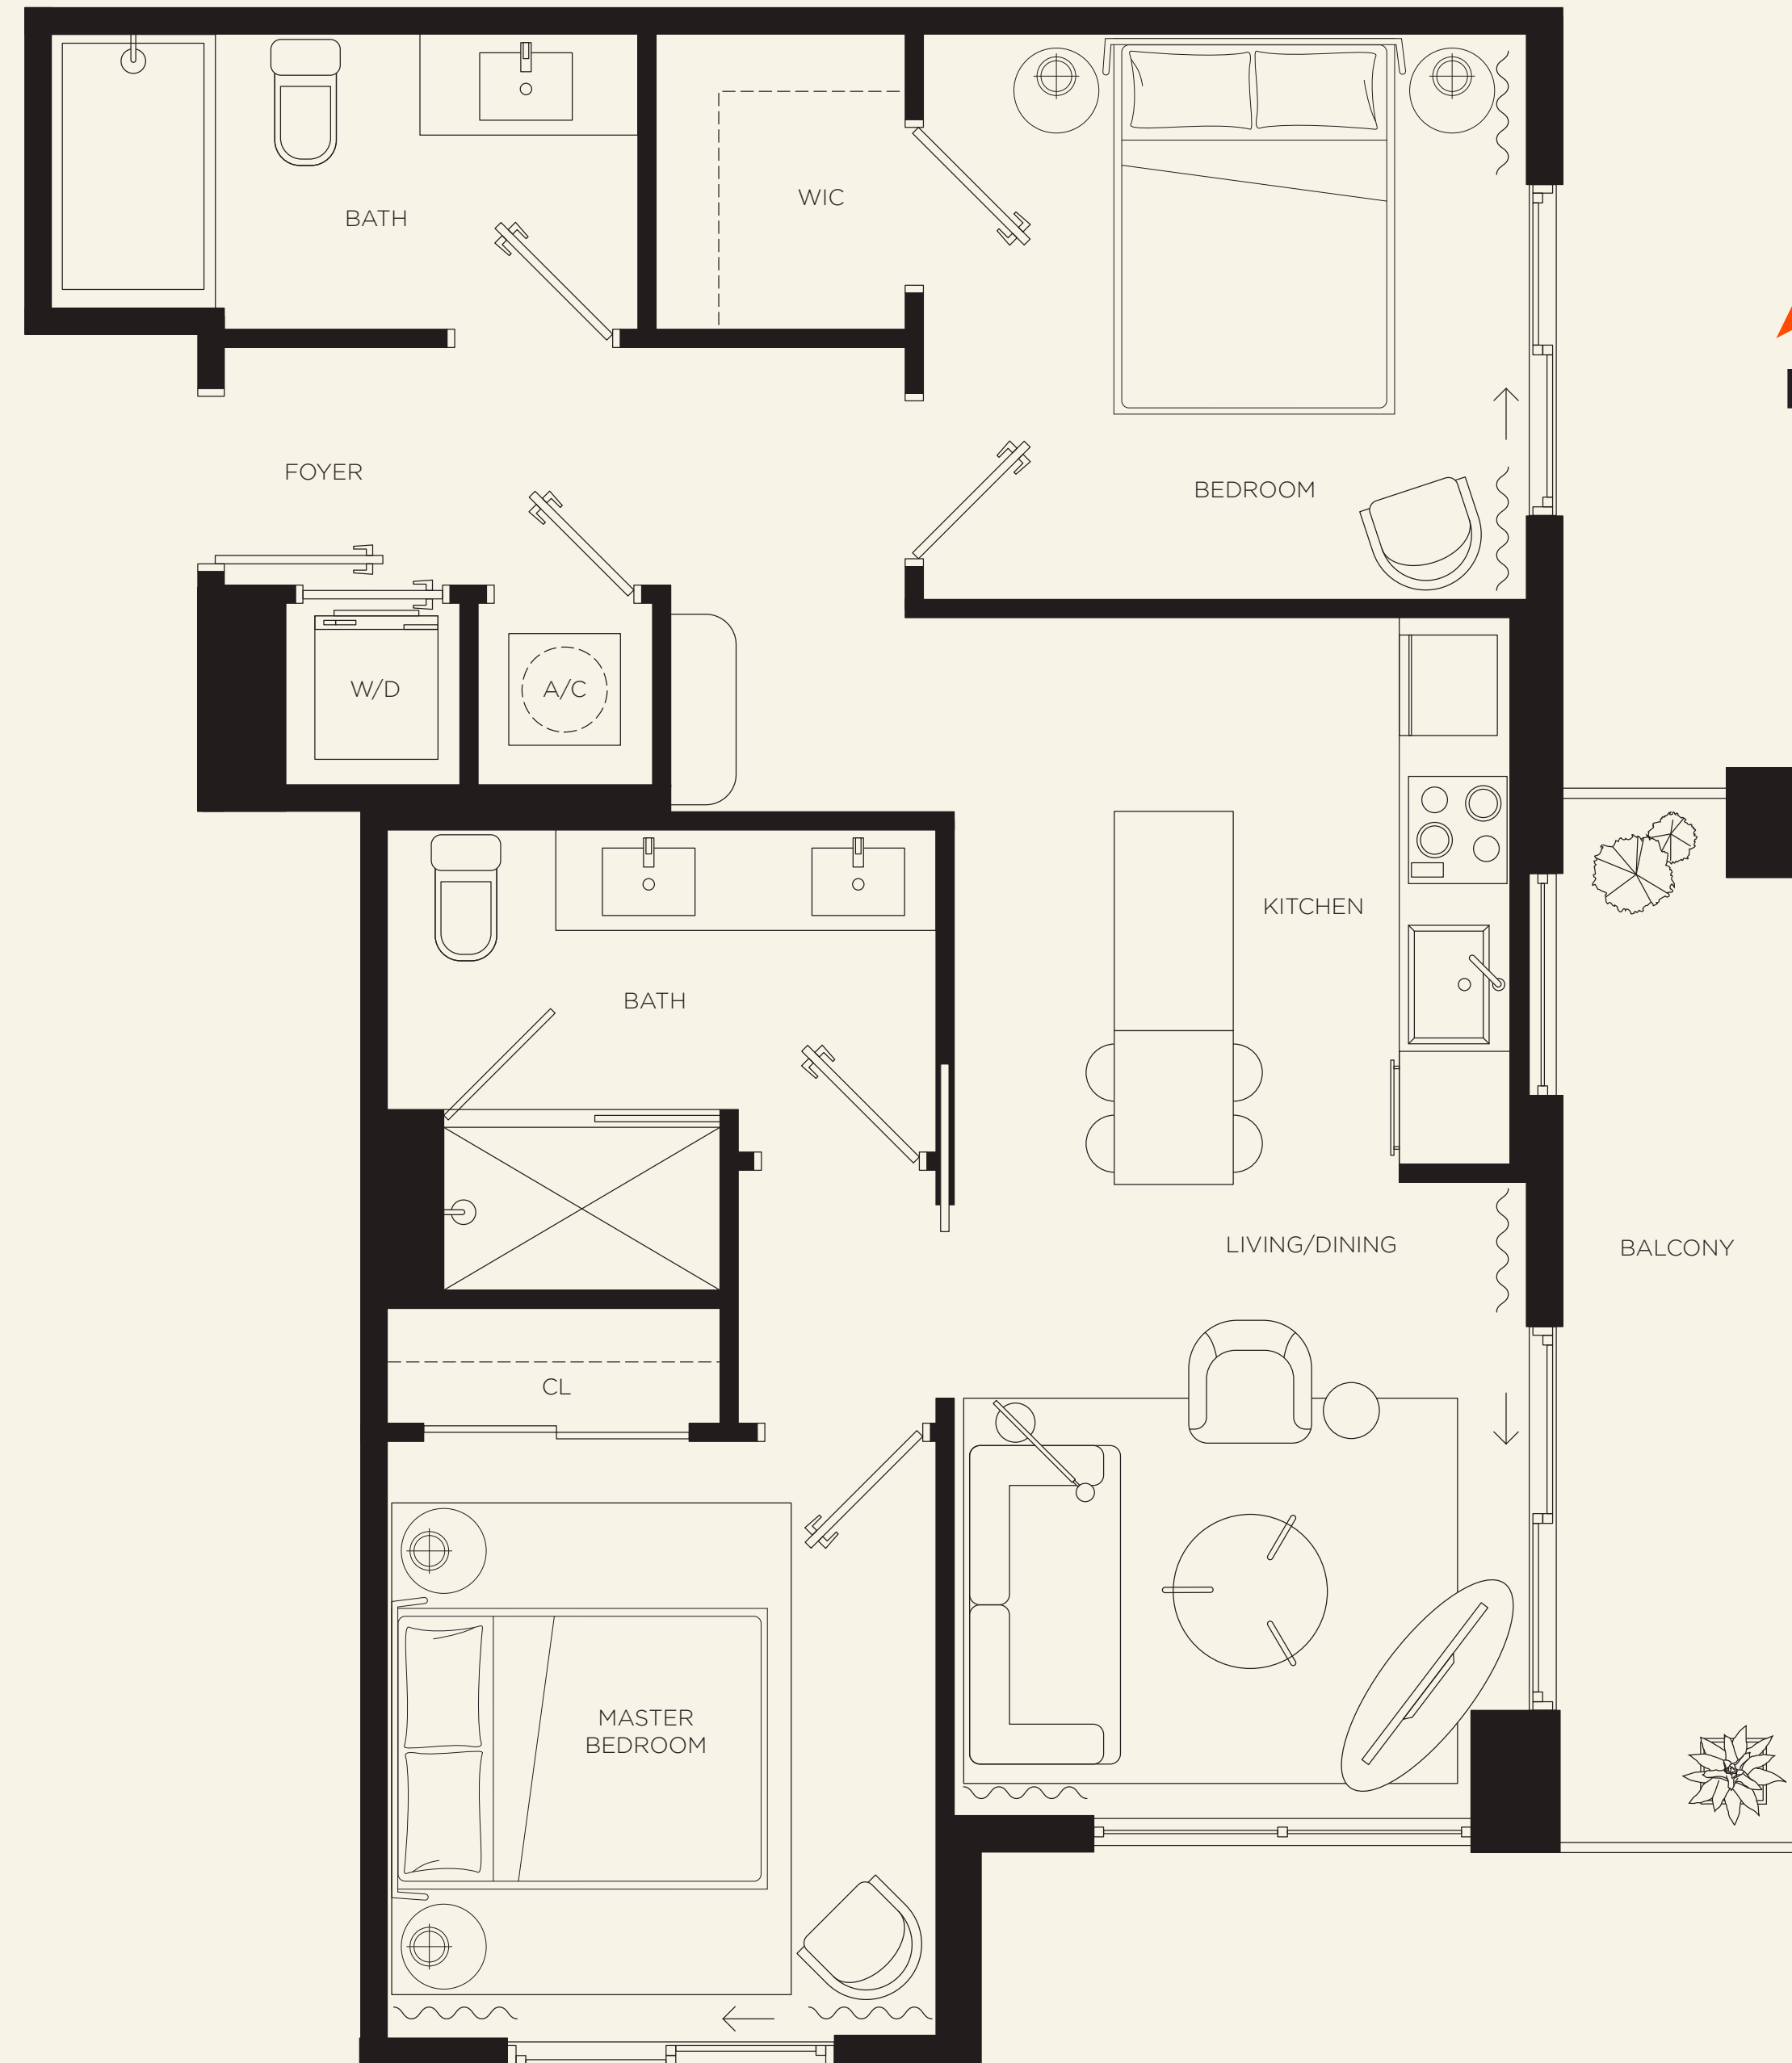 WIC
BATH
FOYER
BEDROOM
W/D
A/C
KITCHEN
BATH
LIVING/DINING
BALCONY
CL
MASTER
BEDROOM